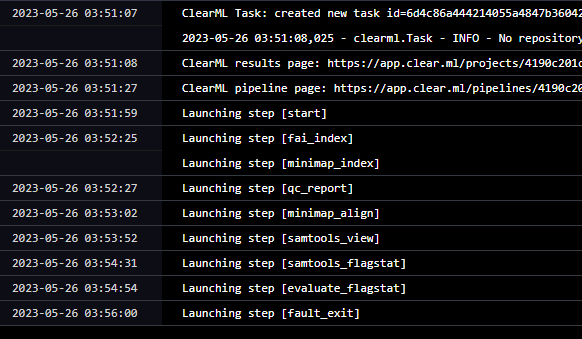 2023-05-26 03:51:07 ClearML Task: created new task id=6d4c86a444214055a4847b36042
2023-05-26 03:51:08,025 - clearml.Task - INFO - No repository
2023-05-26 03:51:08 ClearML results page: https://app.clear.ml/projects/4190c201c
2023-05-26 03:51:27 ClearML pipeline page: https://app.clear.ml/pipelines/4190c20
2023-05-26 03:51:59 Launching step [start]
2023-05-26 03:52:25 Launching step [fai_index]
Launching step [minimap_index]
2023-05-26 03:52:27 Launching step [qc_report]
2023-05-26 03:53:02 Launching step [minimap_align]
2023-05-26 03:53:52 Launching step [samtools_view]
2023-05-26 03:54:31 Launching step [samtools_flagstat]
2023-05-26 03:54:54 Launching step [evaluate_flagstat]
2023-05-26 03:56:00 Launching step [fault_exit]